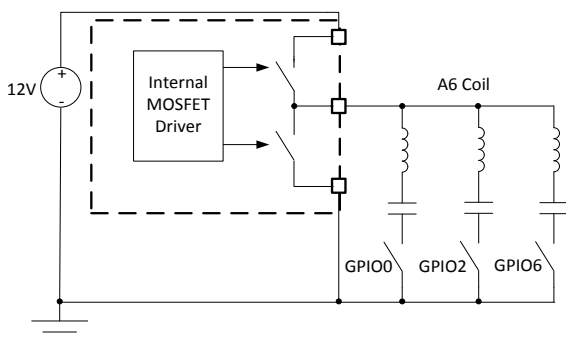 12V
+
-
Internal
MOSFET
Driver
A6 Coil
GPIO0
GPIO2
GPIO6